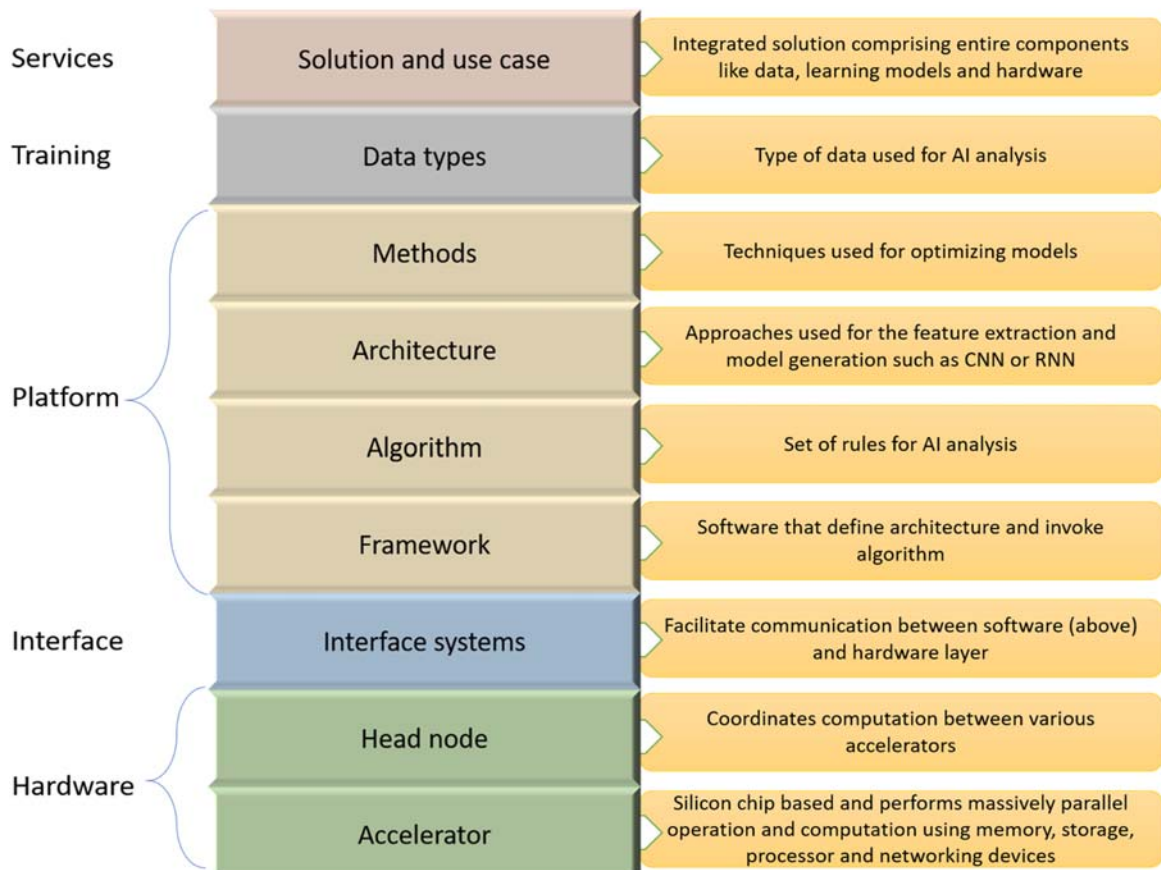 Services
Solution and use case
Integrated solution comprising entire components
like data, learning models and hardware
Training
Data types
Type of data used for AI analysis
Platform
Methods
Techniques used for optimizing models
Architecture
Approaches used for the feature extraction and
model generation such as CNN or RNN
Algorithm
Set of rules for AI analysis
Framework
Software that define architecture and invoke
algorithm
Interface
Interface systems
Facilitate communication between software (above)
and hardware layer
Hardware
Head node
Coordinates computation between various
accelerators
Accelerator
Silicon chip based and performs massively parallel
operation and computation using memory, storage,
processor and networking devices